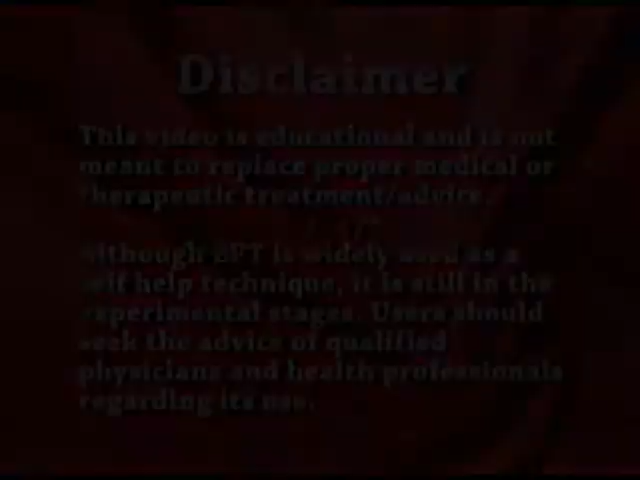 Disclaimer
This video is educational and is not
meant to replace proper medical or
therapeutic treatment/advice.
Although EFT is widely used as a
self help technique, it is still in the
experimental stages. Users should
seek the advice of qualified
physicians and health professionals
regarding its use.